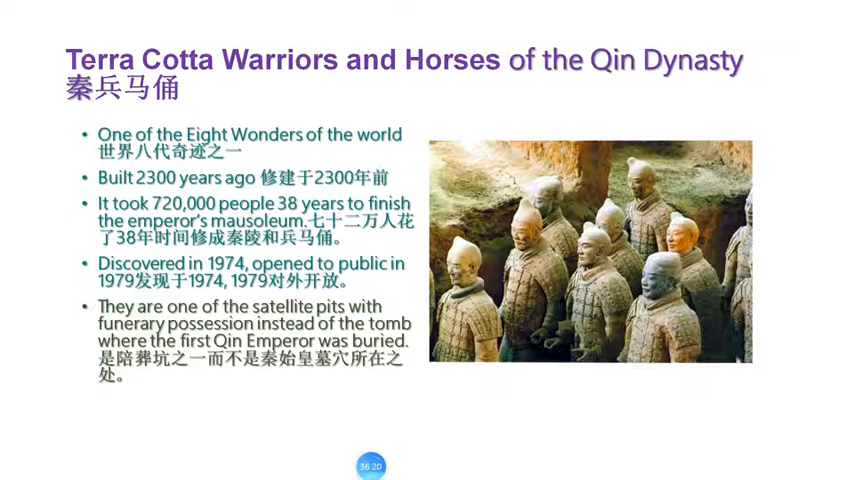 Terra Cotta Warriors and Horses of the Qin Dysnasty
秦兵马俑
• One of the Eight Wonders of the world
世界八代奇迹之一
• Built 2300 years ago 修建于2300年前
• It took 720,000 people 38 years to finish
the emperor's mausoleum.七十二万人花
了38年时间修成秦陵和兵马俑。
• Discovered in 1974, opened to public in
1979发现于1974, 1979对外开放。
• They are one of the satellite pits with
funerary possession instead of the tomb
where the first Qin Emperor was buried.
是陪葬坑之一而不是秦始皇墓穴所在之
处。
36:20